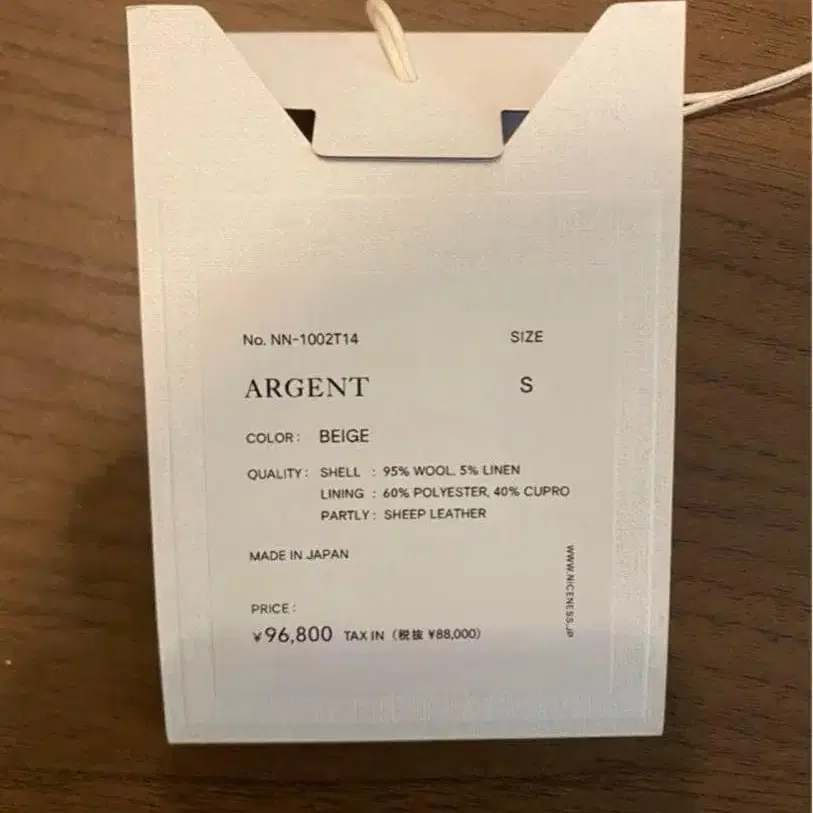 No. NN-1002T14 SIZE
ARGENT S
COLOR: BEIGE
QUALITY: SHELL : 95% WOOL, 5% LINEN
LINING : 60% POLYESTER, 40% CUPRO
PARTLY: SHEEP LEATHER
MADE IN JAPAN
PRICE:
¥96,800 TAX IN (税抜 ¥88,000)
WWW.NICENESS.JP